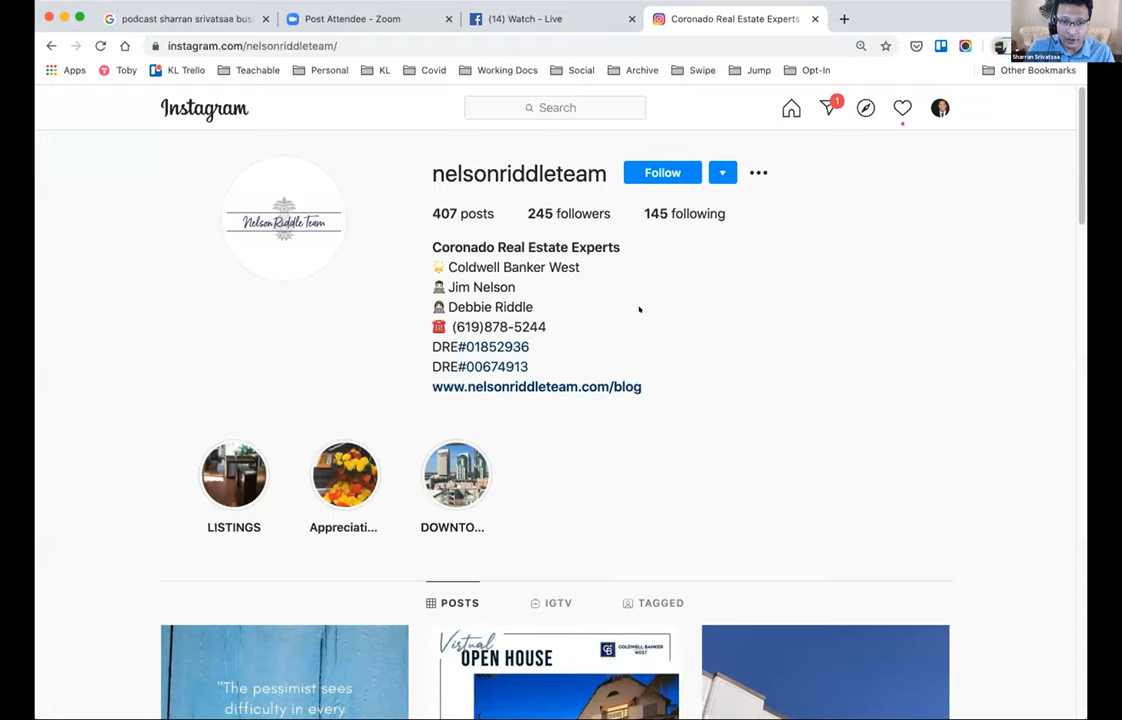 podcast sharran srivatsaa bus
Post Attendee - Zoom
(14) Watch - Live
Coronado Real Estate Experts
instagram.com/nelsonriddleteam/
Sharran Srivatsaa
Apps
Toby
KL Trello
Teachable
Personal
KL
Covid
Working Docs
Social
Archive
Swipe
Jump
Opt-In
Other Bookmarks
Instagram
Search
1
nelsonriddleteam
Follow
407 posts
245 followers
145 following
Nelson Riddle Team
Coronado Real Estate Experts
Coldwell Banker West
Jim Nelson
Debbie Riddle
(619)878-5244
DRE#01852936
DRE#00674913
www.nelsonriddleteam.com/blog
LISTINGS
Appreciati...
DOWNTO...
POSTS
IGTV
TAGGED
"The pessimist sees
difficulty in every
Virtual
OPEN HOUSE
COLDWELL BANKER
WEST